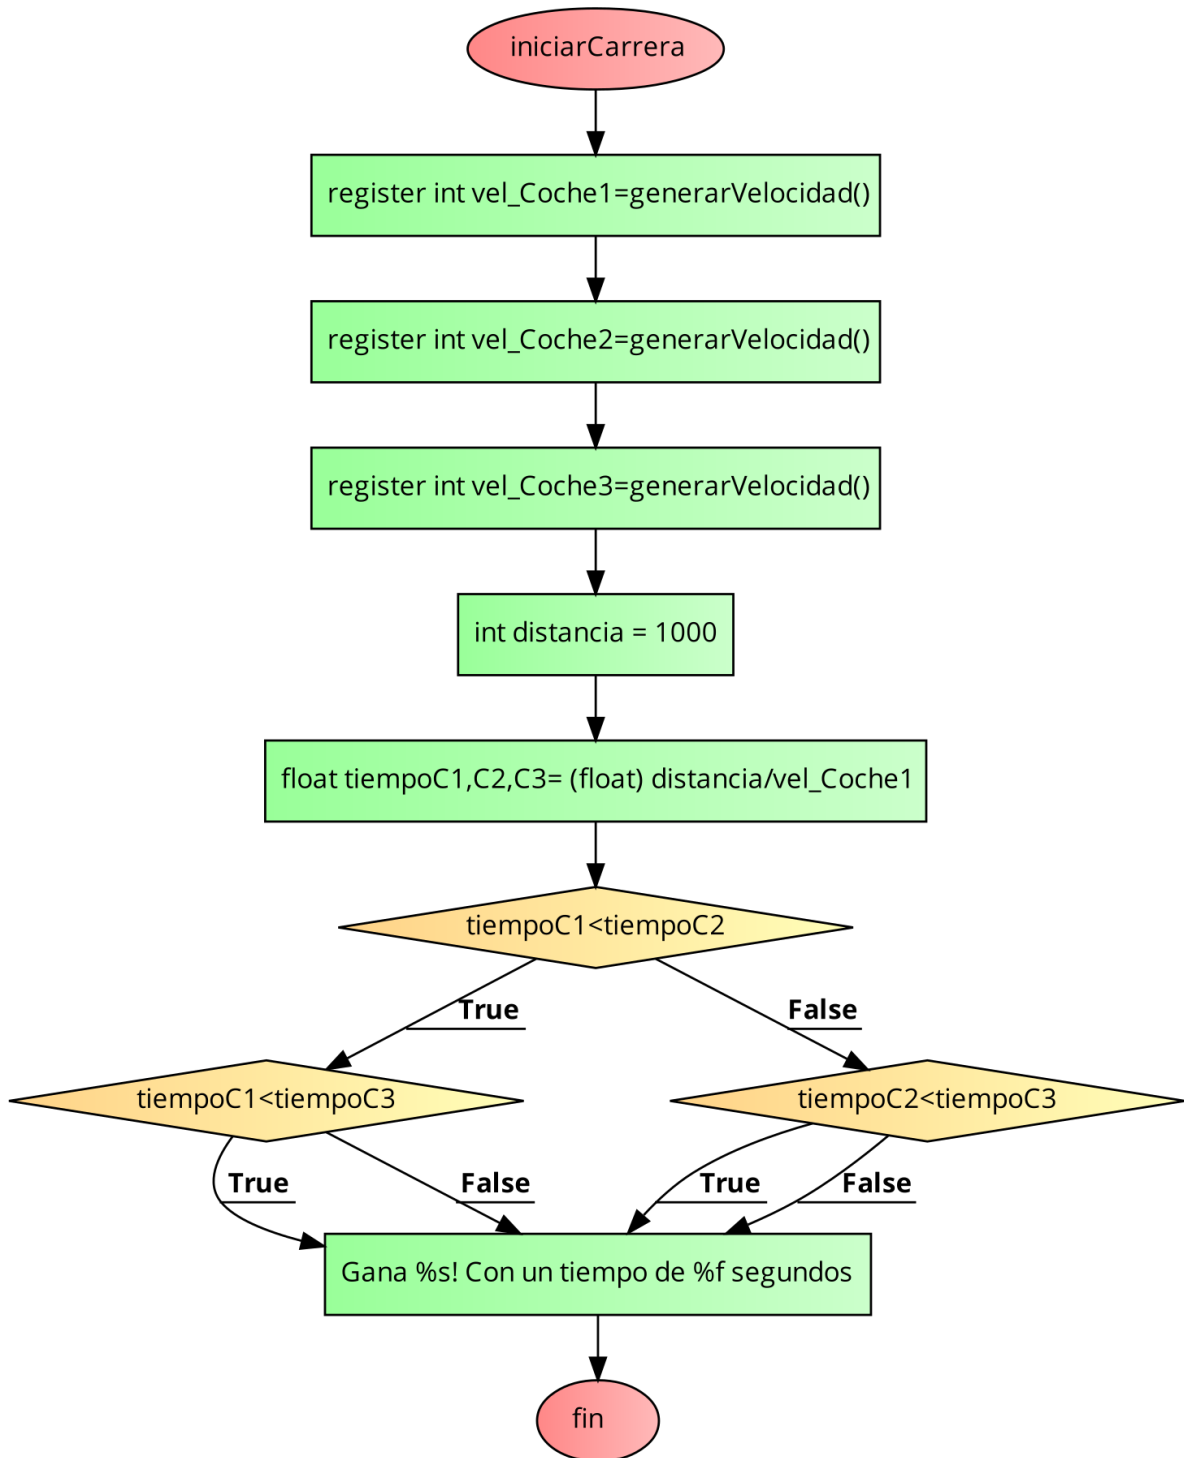 iniciarCarrera
register int vel_Coche1=generarVelocidad()
register int vel_Coche2=generarVelocidad()
register int vel_Coche3=generarVelocidad()
int distancia = 1000
float tiempoC1,C2,C3= (float) distancia/vel_Coche1
tiempoC1<tiempoC2
True
False
tiempoC1<tiempoC3
tiempoC2<tiempoC3
True
False
True
False
Gana %s! Con un tiempo de %f segundos
fin